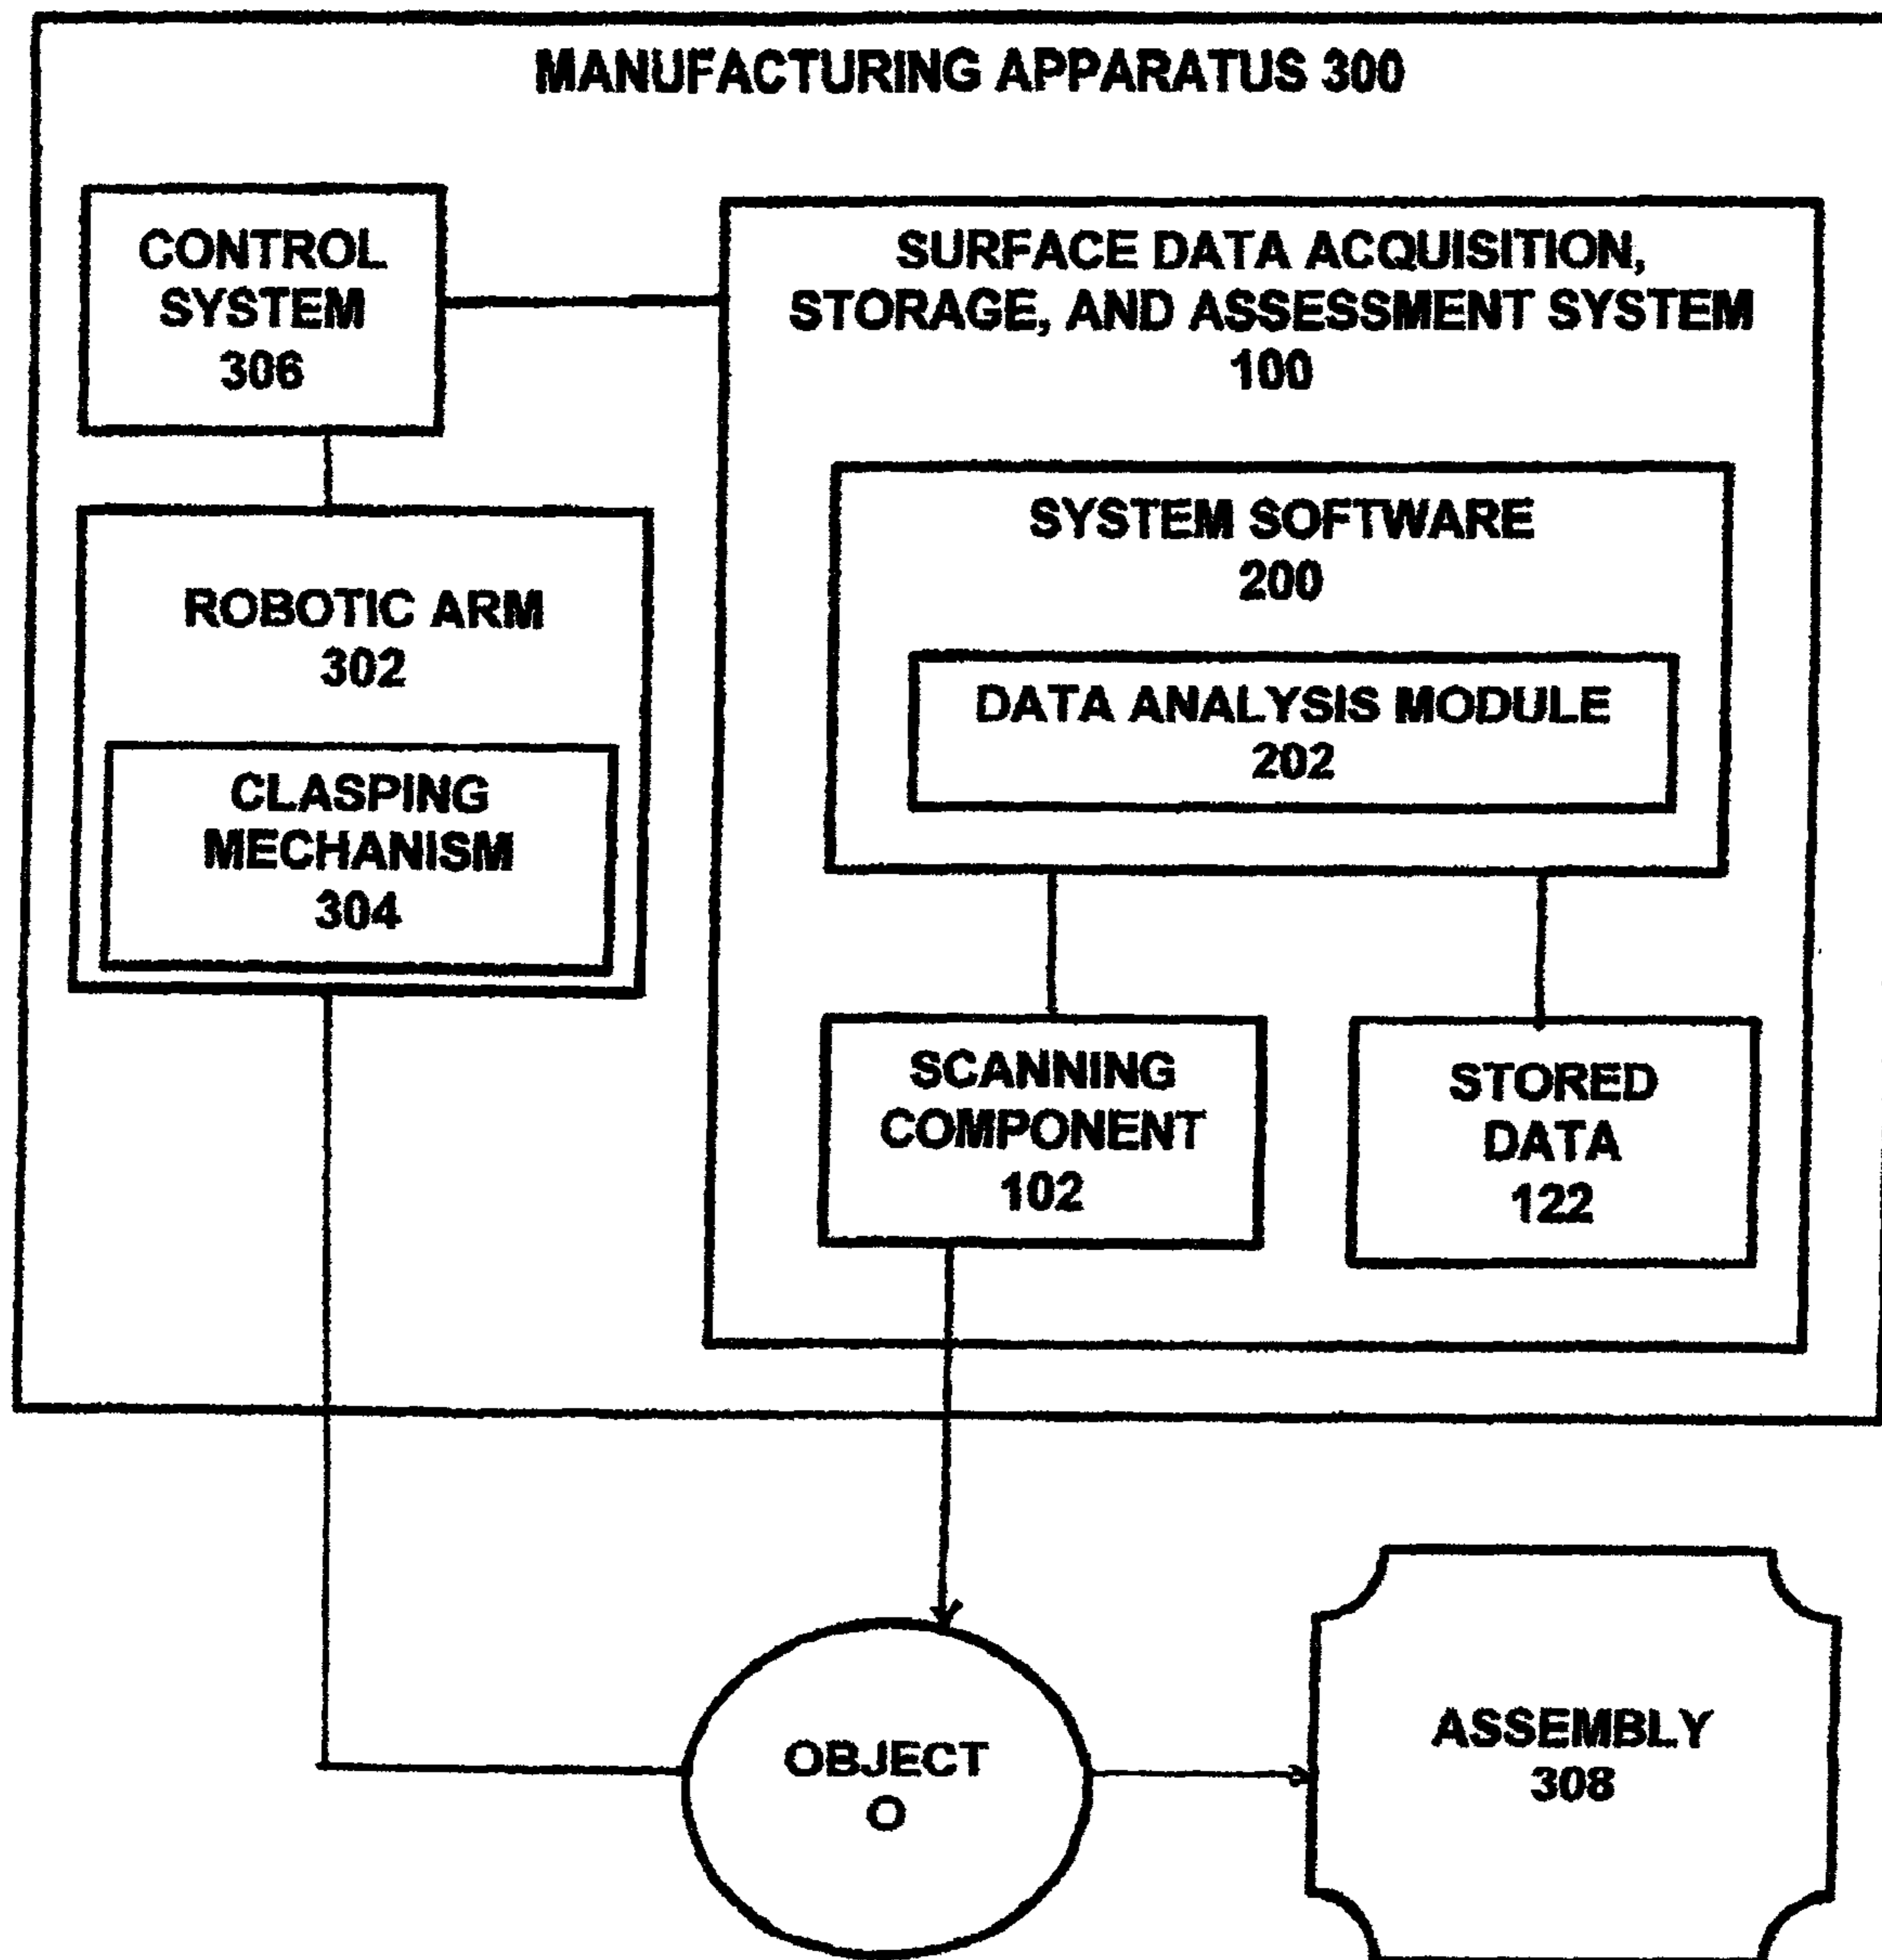 MANUFACTURING APPARATUS 300
CONTROL
SYSTEM
306
SURFACE DATA ACQUISITION,
STORAGE, AND ASSESSMENT SYSTEM
100
SYSTEM SOFTWARE
200
DATA ANALYSIS MODULE
202
ROBOTIC ARM
302
CLASPING
MECHANISM
304
SCANNING
COMPONENT
102
STORED
DATA
122
OBJECT
O
ASSEMBLY
308